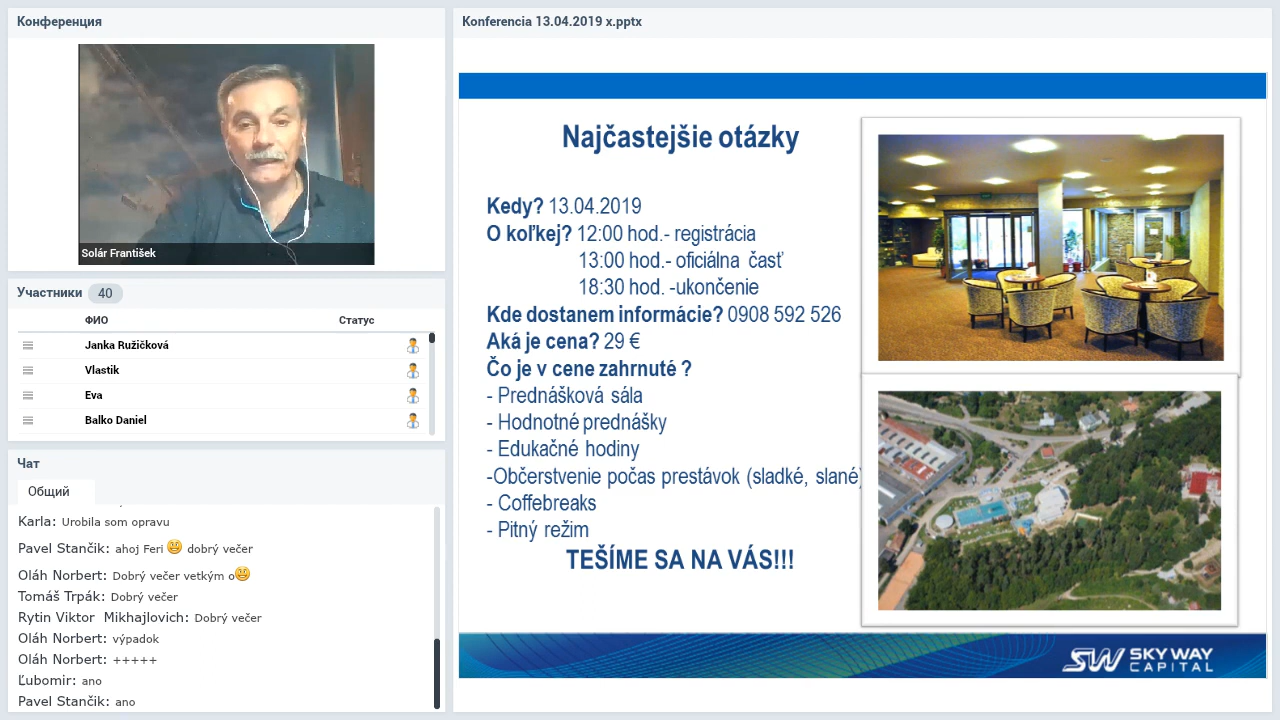 Конференция
Solár František
Участники 40
ФИО Статус
Janka Ružičková
Vlastik
Eva
Balko Daniel
Чат
Общий
Karla: Urobila som opravu
Pavel Stančik: ahoj Feri dobrý večer
Oláh Norbert: Dobrý večer vetkým o
Tomáš Trpák: Dobrý večer
Rytin Viktor Mikhajlovich: Dobrý večer
Oláh Norbert: výpadok
Oláh Norbert: +++++
Ľubomir: ano
Pavel Stančik: ano
Konferencia 13.04.2019 x.pptx
Najčastejšie otázky
Kedy? 13.04.2019
O koľkej? 12:00 hod.- registrácia
13:00 hod.- oficiálna časť
18:30 hod. -ukončenie
Kde dostanem informácie? 0908 592 526
Aká je cena? 29 €
Čo je v cene zahrnuté ?
- Prednášková sála
- Hodnotné prednášky
- Edukačné hodiny
-Občerstvenie počas prestávok (sladké, slané)
- Coffebreaks
- Pitný režim
TEŠÍME SA NA VÁS!!!
SW SKY WAY
CAPITAL